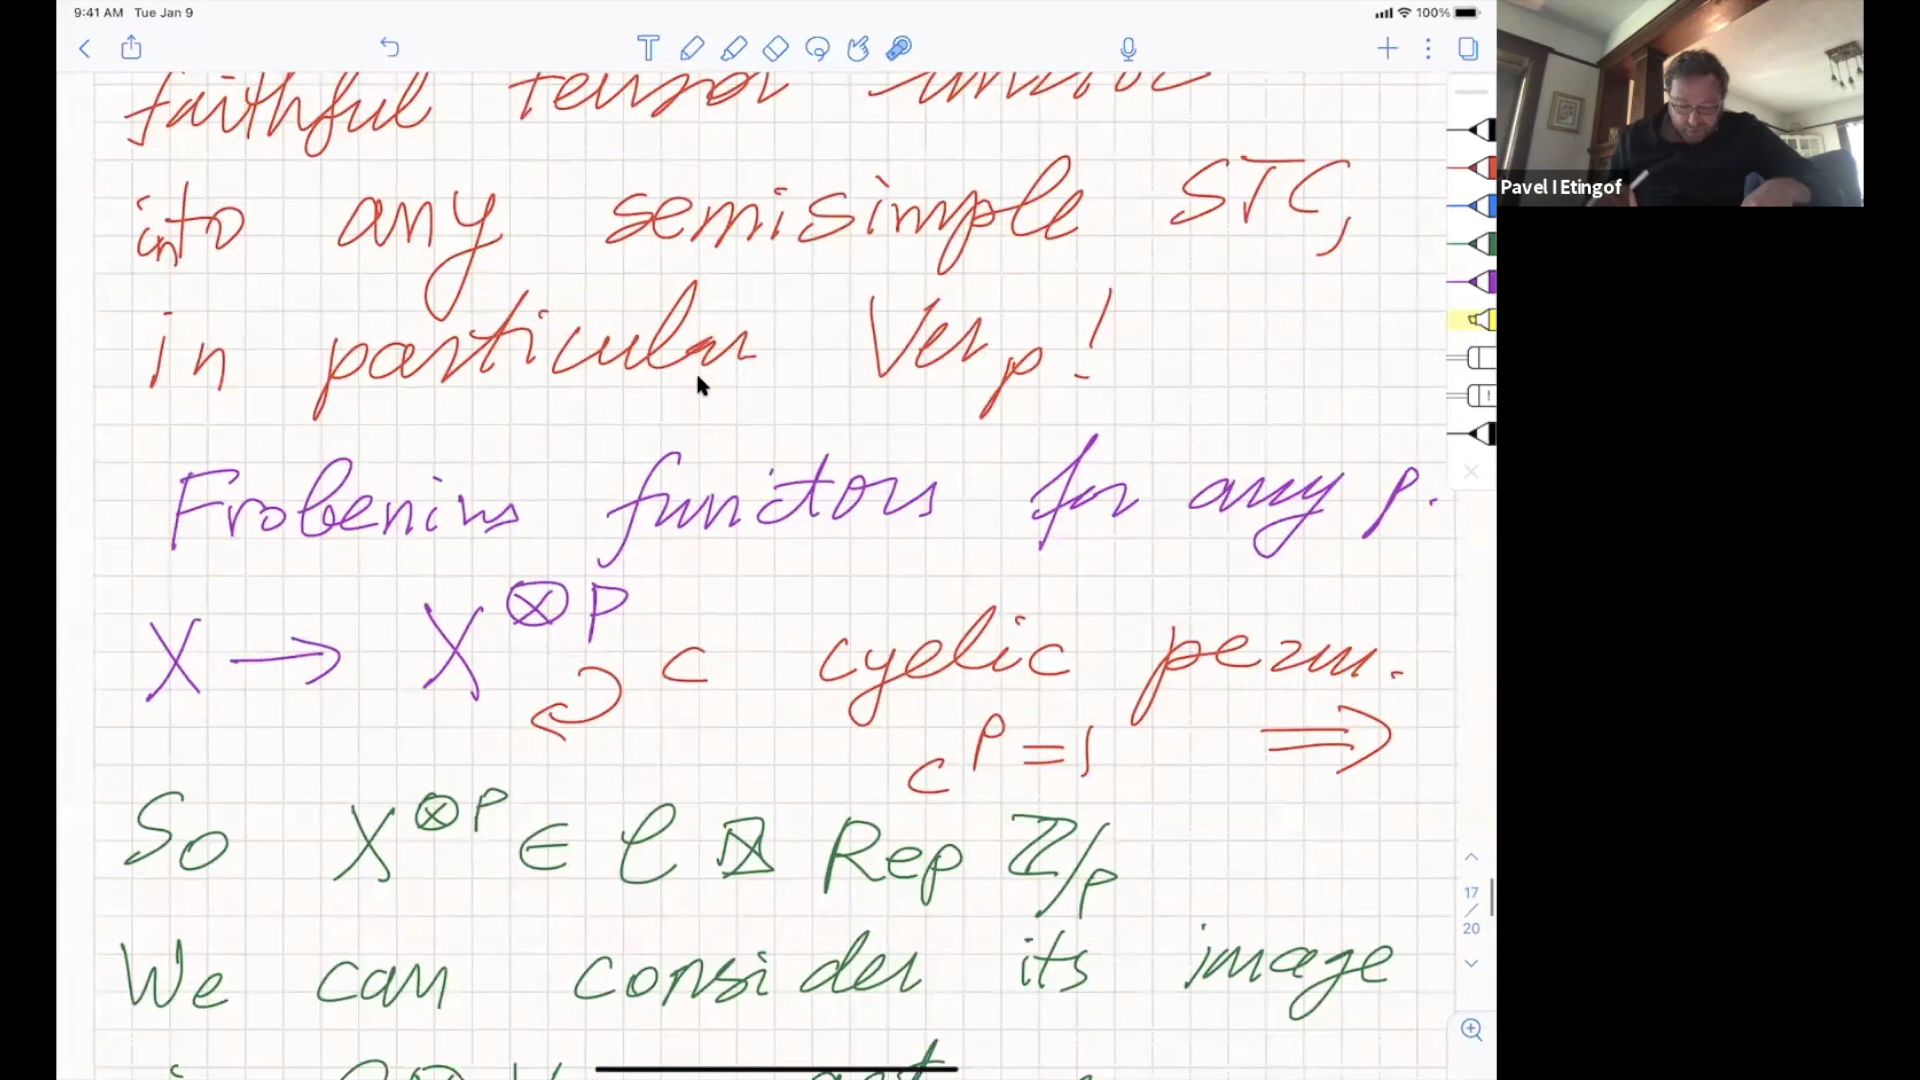 9:41 AM Tue Jan 9
100%
faithful tensor
into any semisimple STC,
in particular Ver_p!
Frobenius functors for any p.
X → X^{⊗p} c cyclic perm.
c^p = 1 ⇒
So X^{⊗p} ∈ C ⊠ Rep Z/p
We can consider its image
Pavel I Etingof
17
/
20